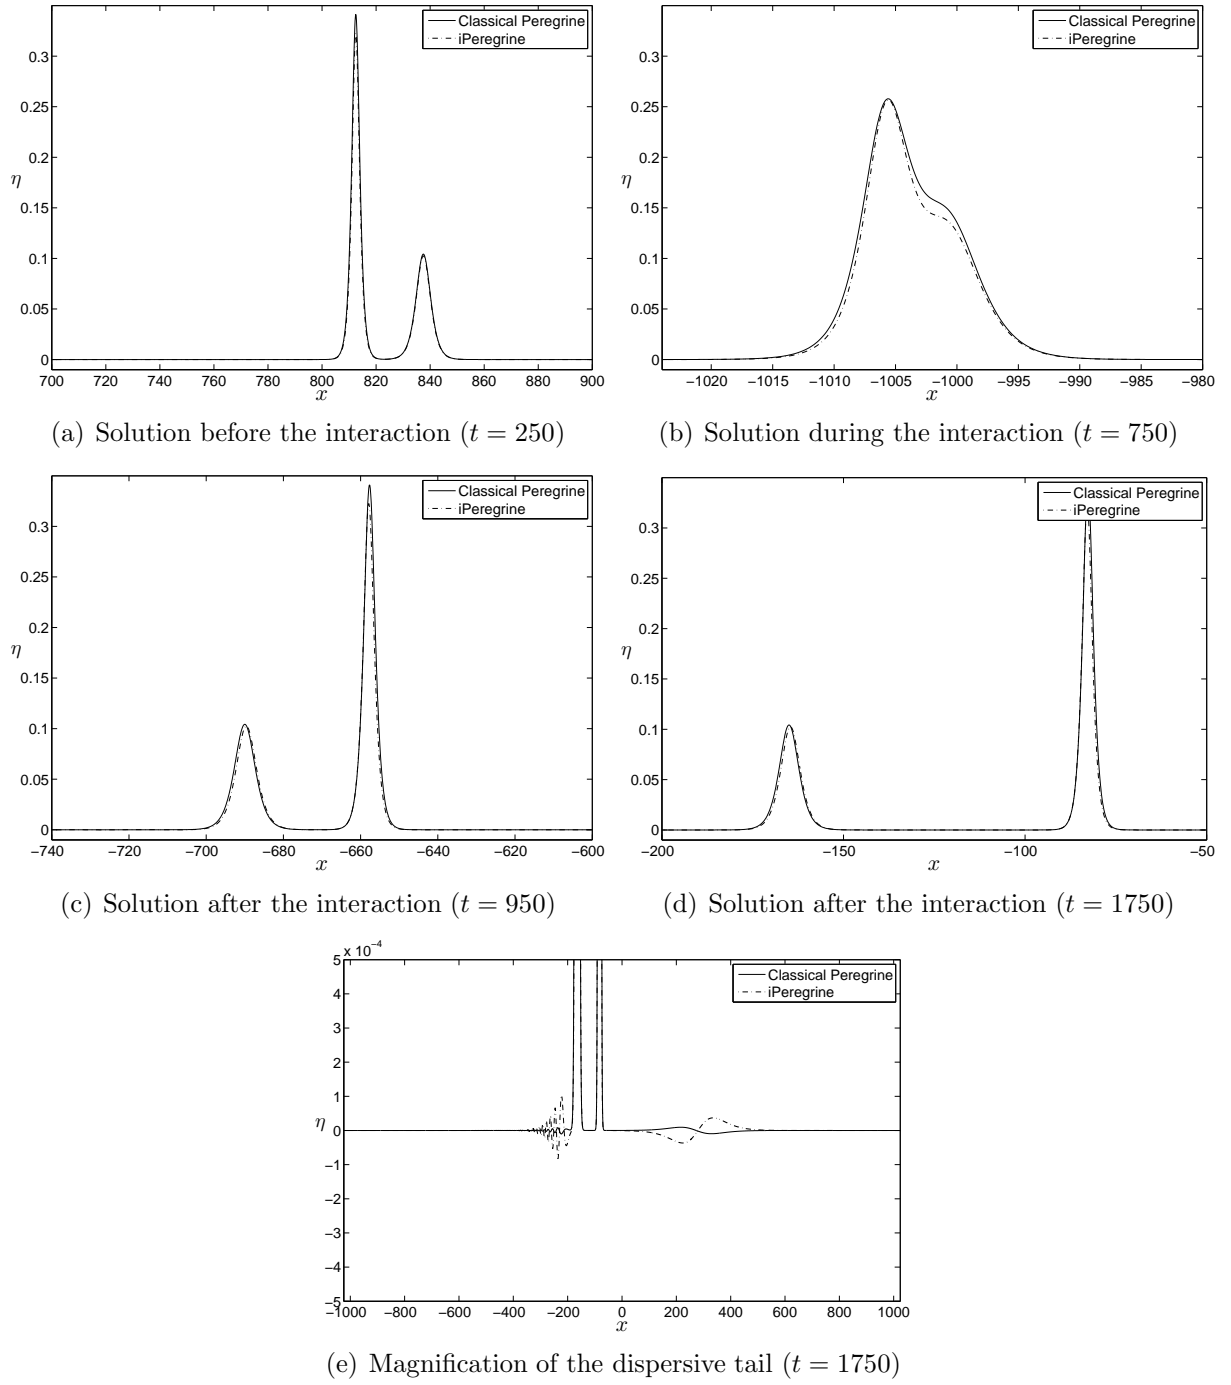 Classical Peregrine
iPeregrine
0.3
0.25
0.2
η
0.15
0.1
0.05
0
700 720 740 760 780 800 820 840 860 880 900
x
(a) Solution before the interaction (t = 250)
Classical Peregrine
iPeregrine
0.3
0.25
0.2
η
0.15
0.1
0.05
0
−1020 −1014 −1010 −1005 −1000 −995 −990 −985 −980
x
(b) Solution during the interaction (t = 750)
Classical Peregrine
iPeregrine
0.3
0.25
0.2
η
0.15
0.1
0.05
0
−740 −720 −700 −680 −660 −640 −620 −600
x
(c) Solution after the interaction (t = 950)
Classical Peregrine
iPeregrine
0.3
0.25
0.2
η
0.15
0.1
0.05
0
−200 −150 −100 −50
x
(d) Solution after the interaction (t = 1750)
x 10⁻⁴
Classical Peregrine
iPeregrine
5
4
3
2
1
η
0
−1
−2
−3
−4
−5
−1000 −800 −600 −400 −200 0 200 400 600 800 1000
x
(e) Magnification of the dispersive tail (t = 1750)